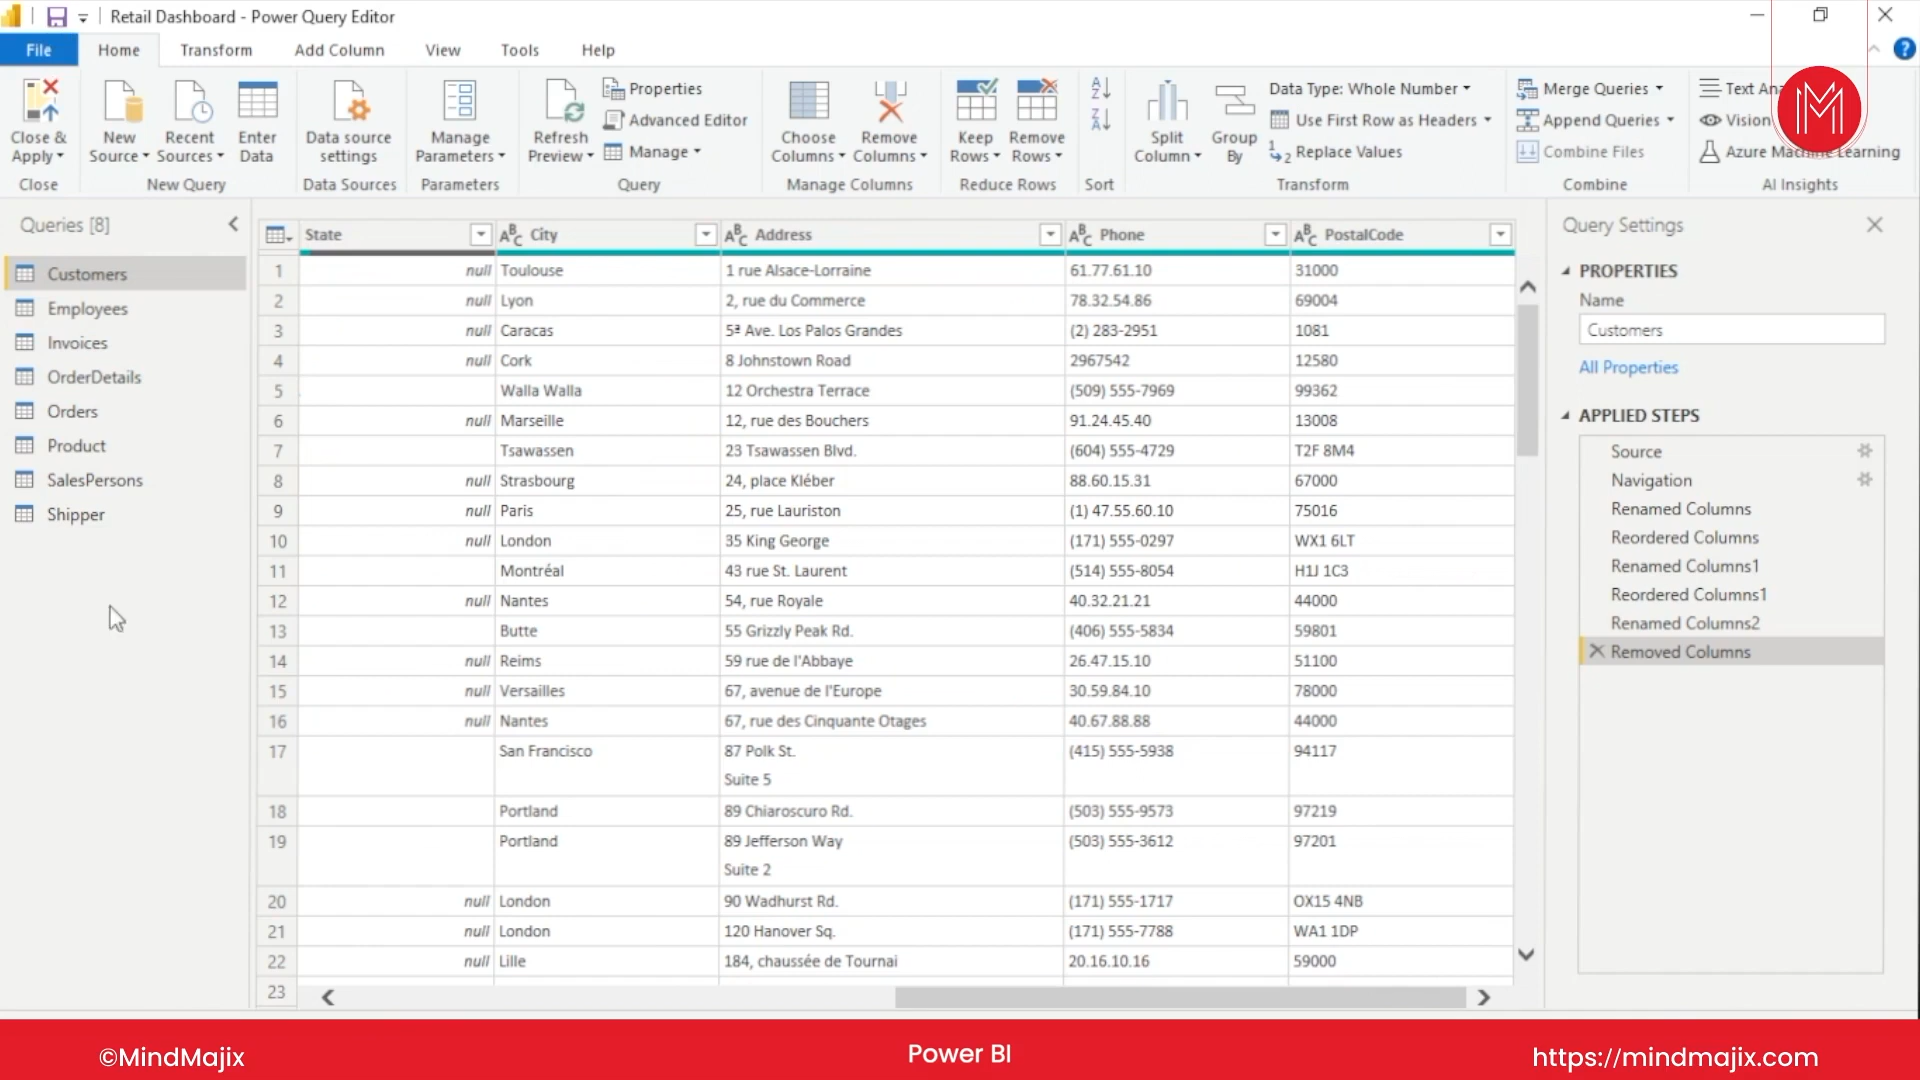 Retail Dashboard - Power Query Editor
File Home Transform Add Column View Tools Help
Close & Apply
Close
New Source
Recent Sources
Enter Data
New Query
Data source settings
Data Sources
Manage Parameters
Parameters
Refresh Preview
Properties
Advanced Editor
Manage
Query
Choose Columns
Remove Columns
Manage Columns
Keep Rows
Remove Rows
Reduce Rows
Sort
Split Column
Group By
Data Type: Whole Number
Use First Row as Headers
Replace Values
Transform
Merge Queries
Append Queries
Combine Files
Combine
Text
Vision
Azure Machine Learning
AI Insights
Queries [8]
Customers
Employees
Invoices
OrderDetails
Orders
Product
SalesPersons
Shipper
State City Address Phone PostalCode
1 null Toulouse 1 rue Alsace-Lorraine 61.77.61.10 31000
2 null Lyon 2, rue du Commerce 78.32.54.86 69004
3 null Caracas 5ª Ave. Los Palos Grandes (2) 283-2951 1081
4 null Cork 8 Johnstown Road 2967542 12580
5 Walla Walla 12 Orchestra Terrace (509) 555-7969 99362
6 null Marseille 12, rue des Bouchers 91.24.45.40 13008
7 Tsawassen 23 Tsawassen Blvd. (604) 555-4729 T2F 8M4
8 null Strasbourg 24, place Kléber 88.60.15.31 67000
9 null Paris 25, rue Lauriston (1) 47.55.60.10 75016
10 null London 35 King George (171) 555-0297 WX1 6LT
11 Montréal 43 rue St. Laurent (514) 555-8054 H1J 1C3
12 null Nantes 54, rue Royale 40.32.21.21 44000
13 Butte 55 Grizzly Peak Rd. (406) 555-5834 59801
14 null Reims 59 rue de l'Abbaye 26.47.15.10 51100
15 null Versailles 67, avenue de l'Europe 30.59.84.10 78000
16 null Nantes 67, rue des Cinquante Otages 40.67.88.88 44000
17 San Francisco 87 Polk St. (415) 555-5938 94117
Suite 5
18 Portland 89 Chiaroscuro Rd. (503) 555-9573 97219
19 Portland 89 Jefferson Way (503) 555-3612 97201
Suite 2
20 null London 90 Wadhurst Rd. (171) 555-1717 OX15 4NB
21 null London 120 Hanover Sq. (171) 555-7788 WA1 1DP
22 null Lille 184, chaussée de Tournai 20.16.10.16 59000
23
Query Settings
PROPERTIES
Name
Customers
All Properties
APPLIED STEPS
Source
Navigation
Renamed Columns
Reordered Columns
Renamed Columns1
Reordered Columns1
Renamed Columns2
Removed Columns
©MindMajix
Power BI
https://mindmajix.com